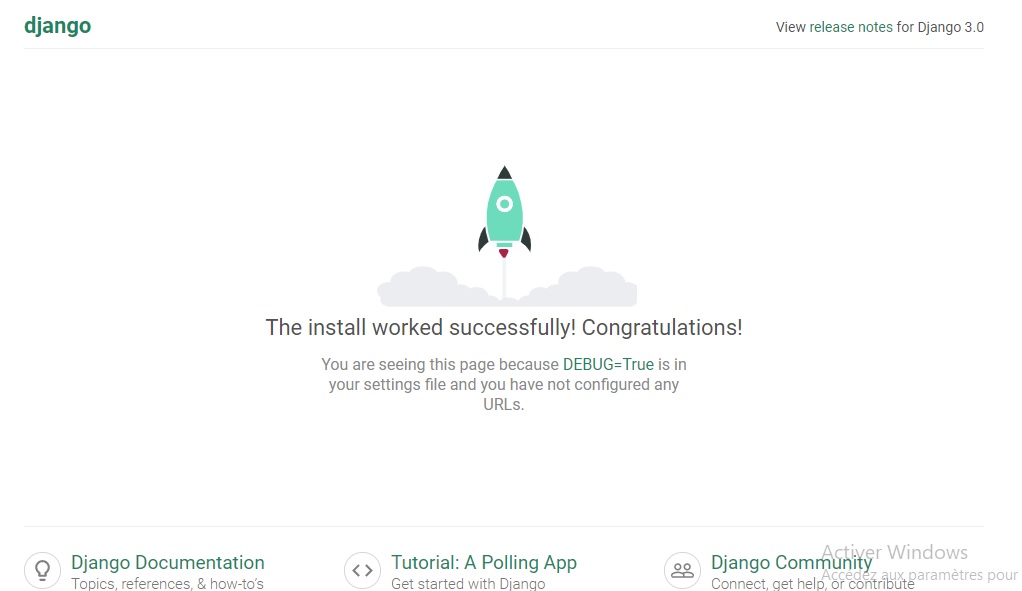 django
View release notes for Django 3.0
The install worked successfully! Congratulations!
You are seeing this page because DEBUG=True is in
your settings file and you have not configured any
URLs.
Django Documentation
Topics, references, & how-to's
Tutorial: A Polling App
Get started with Django
Django Community
Connect, get help, or contribute
Activer Windows
Accédez aux paramètres pour